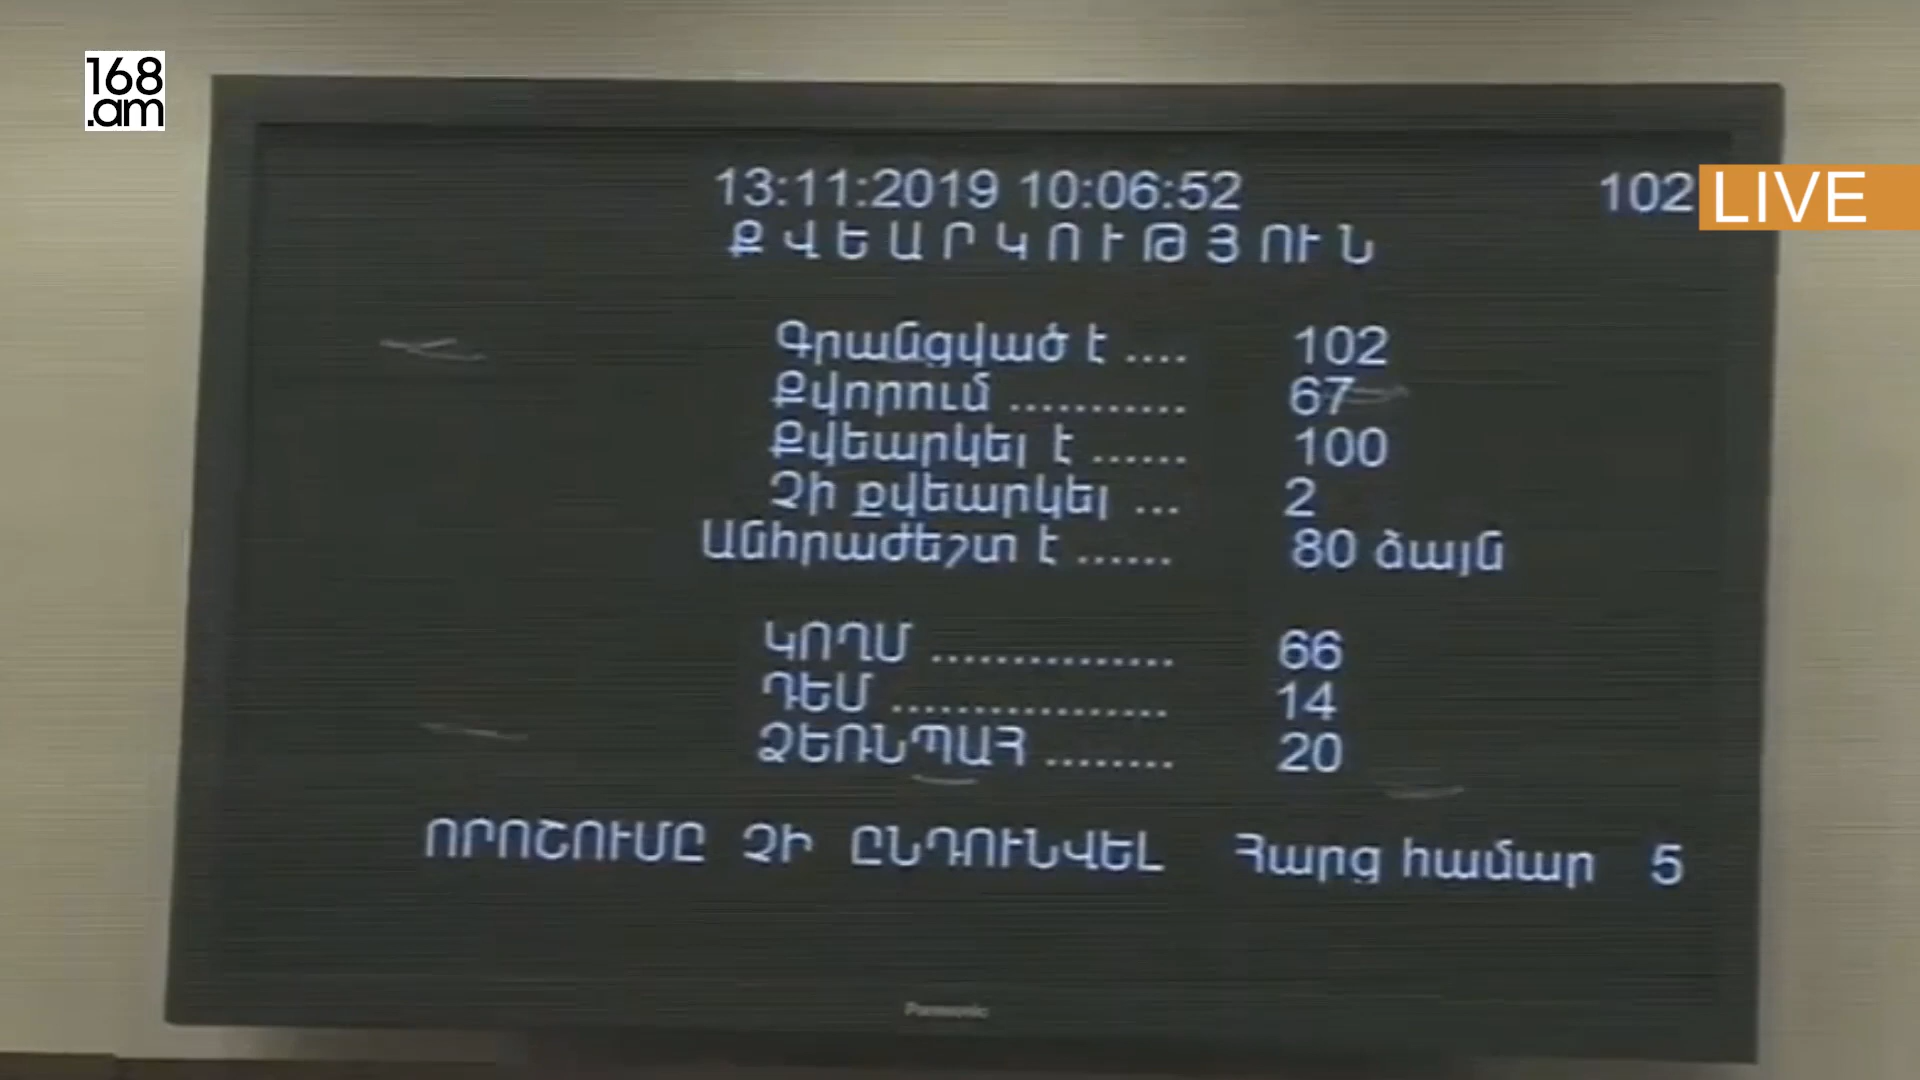 168
.am
13:11:2019 10:06:52 102
LIVE
ՔՎԵԱՐԿՈՒԹՅՈՒՆ
Գրանցված է .... 102
Քվորում ........... 67
Քվեարկել է ...... 100
Չի քվեարկել ... 2
Անհրաժեշտ է ...... 80 ձայն
ԿՈՂՄ ............... 66
ԴԵՄ ................. 14
ՁԵՌՆՊԱՀ ........ 20
ՈՐՈՇՈՒՄԸ ՉԻ ԸՆԴՈՒՆՎԵԼ Հարց համար 5
Panasonic